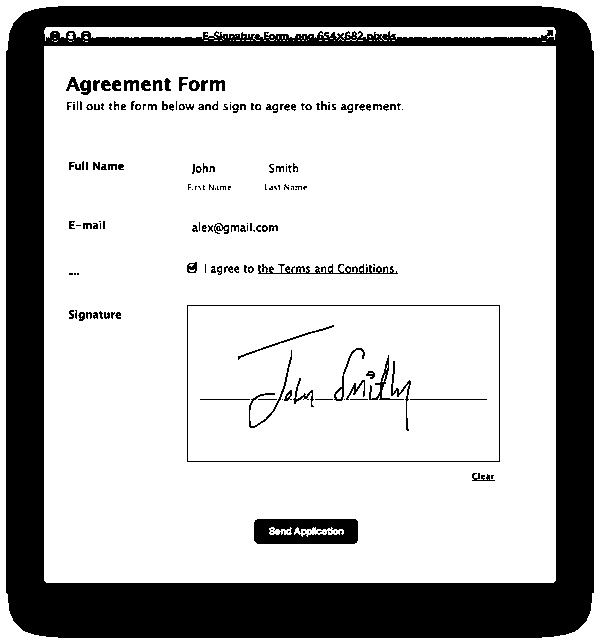 E-Signature Form .png 654×682 pixels
Agreement Form
Fill out the form below and sign to agree to this agreement.
Full Name
John Smith
First Name Last Name
E-mail
alex@gmail.com
... I agree to the Terms and Conditions.
Signature
John Smith
Clear
Send Application